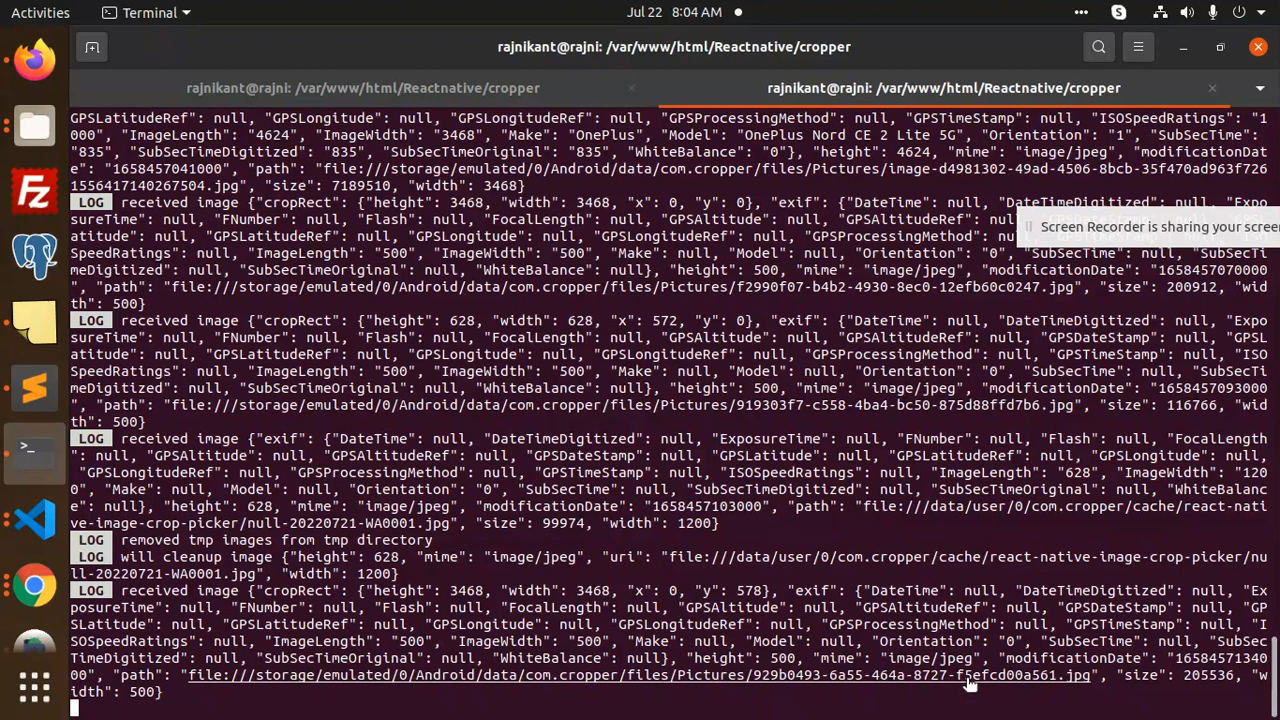 Activities Terminal Jul 22 8:04 AM
rajnikant@rajni: /var/www/html/Reactnative/cropper
rajnikant@rajni: /var/www/html/Reactnative/cropper rajnikant@rajni: /var/www/html/Reactnative/cropper
GPSLatitudeRef": null, "GPSLongitude": null, "GPSLongitudeRef": null, "GPSProcessingMethod": null, "GPSTimeStamp": null, "ISOSpeedRatings": "1
000", "ImageLength": "4624", "ImageWidth": "3468", "Make": "OnePlus", "Model": "OnePlus Nord CE 2 Lite 5G", "Orientation": "1", "SubSecTime":
"835", "SubSecTimeDigitized": "835", "SubSecTimeOriginal": "835", "WhiteBalance": "0"}, "height": 4624, "mime": "image/jpeg", "modificationDat
e": "1658457041000", "path": "file:///storage/emulated/0/Android/data/com.cropper/files/Pictures/image-d4981302-49ad-4506-8bcb-35f470ad963f726
1556417140267504.jpg", "size": 7189510, "width": 3468}
LOG received image {"cropRect": {"height": 3468, "width": 3468, "x": 0, "y": 0}, "exif": {"DateTime": null, "DateTimeDigitized": null, "Expo
sureTime": null, "FNumber": null, "Flash": null, "FocalLength": null, "GPSAltitude": null, "GPSAltitudeRef": null, "GPSDateStamp": null, "GPSL
atitude": null, "GPSLatitudeRef": null, "GPSLongitude": null, "GPSLongitudeRef": null, "GPSProcessingMethod": nul
Screen Recorder is sharing your scree
SpeedRatings": null, "ImageLength": "500", "ImageWidth": "500", "Make": null, "Model": null, "Orientation": "0", "SubSecTime": null, "SubSecTi
meDigitized": null, "SubSecTimeOriginal": null, "WhiteBalance": null}, "height": 500, "mime": "image/jpeg", "modificationDate": "1658457070000
", "path": "file:///storage/emulated/0/Android/data/com.cropper/files/Pictures/f2990f07-b4b2-4930-8ec0-12efb60c0247.jpg", "size": 200912, "wid
th": 500}
LOG received image {"cropRect": {"height": 628, "width": 628, "x": 572, "y": 0}, "exif": {"DateTime": null, "DateTimeDigitized": null, "Expo
sureTime": null, "FNumber": null, "Flash": null, "FocalLength": null, "GPSAltitude": null, "GPSAltitudeRef": null, "GPSDateStamp": null, "GPSL
atitude": null, "GPSLatitudeRef": null, "GPSLongitude": null, "GPSLongitudeRef": null, "GPSProcessingMethod": null, "GPSTimeStamp": null, "ISO
SpeedRatings": null, "ImageLength": "500", "ImageWidth": "500", "Make": null, "Model": null, "Orientation": "0", "SubSecTime": null, "SubSecTi
meDigitized": null, "SubSecTimeOriginal": null, "WhiteBalance": null}, "height": 500, "mime": "image/jpeg", "modificationDate": "1658457093000
", "path": "file:///storage/emulated/0/Android/data/com.cropper/files/Pictures/919303f7-c558-4ba4-bc50-875d88ffd7b6.jpg", "size": 116766, "wid
th": 500}
LOG received image {"exif": {"DateTime": null, "DateTimeDigitized": null, "ExposureTime": null, "FNumber": null, "Flash": null, "FocalLength
": null, "GPSAltitude": null, "GPSAltitudeRef": null, "GPSDateStamp": null, "GPSLatitude": null, "GPSLatitudeRef": null, "GPSLongitude": null,
"GPSLongitudeRef": null, "GPSProcessingMethod": null, "GPSTimeStamp": null, "ISOSpeedRatings": null, "ImageLength": "628", "ImageWidth": "120
0", "Make": null, "Model": null, "Orientation": "0", "SubSecTime": null, "SubSecTimeDigitized": null, "SubSecTimeOriginal": null, "WhiteBalanc
e": null}, "height": 628, "mime": "image/jpeg", "modificationDate": "1658457103000", "path": "file:///data/user/0/com.cropper/cache/react-nati
ve-image-crop-picker/null-20220721-WA0001.jpg", "size": 99974, "width": 1200}
LOG removed tmp images from tmp directory
LOG will cleanup image {"height": 628, "mime": "image/jpeg", "uri": "file:///data/user/0/com.cropper/cache/react-native-image-crop-picker/nu
ll-20220721-WA0001.jpg", "width": 1200}
LOG received image {"cropRect": {"height": 3468, "width": 3468, "x": 0, "y": 578}, "exif": {"DateTime": null, "DateTimeDigitized": null, "Ex
posureTime": null, "FNumber": null, "Flash": null, "FocalLength": null, "GPSAltitude": null, "GPSAltitudeRef": null, "GPSDateStamp": null, "GP
SLatitude": null, "GPSLatitudeRef": null, "GPSLongitude": null, "GPSLongitudeRef": null, "GPSProcessingMethod": null, "GPSTimeStamp": null, "I
SOSpeedRatings": null, "ImageLength": "500", "ImageWidth": "500", "Make": null, "Model": null, "Orientation": "0", "SubSecTime": null, "SubSec
TimeDigitized": null, "SubSecTimeOriginal": null, "WhiteBalance": null}, "height": 500, "mime": "image/jpeg", "modificationDate": "16584571340
00", "path": "file:///storage/emulated/0/Android/data/com.cropper/files/Pictures/929b0493-6a55-464a-8727-f5efcd00a561.jpg", "size": 205536, "w
idth": 500}